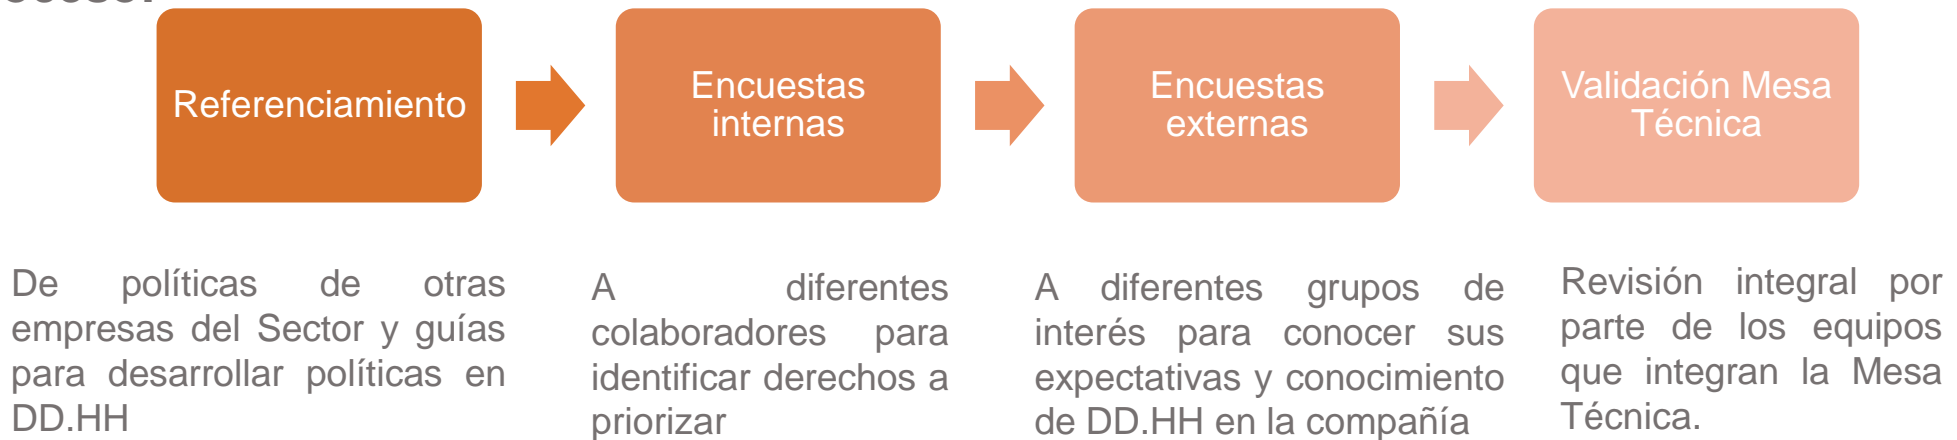 Referenciamiento
Encuestas
internas
Encuestas
externas
Validación Mesa
Técnica
De políticas de otras
empresas del Sector y guías
para desarrollar políticas en
DD.HH
A diferentes
colaboradores para
identificar derechos a
priorizar
A diferentes grupos de
interés para conocer sus
expectativas y conocimiento
de DD.HH en la compañía
Revisión integral por
parte de los equipos
que integran la Mesa
Técnica.